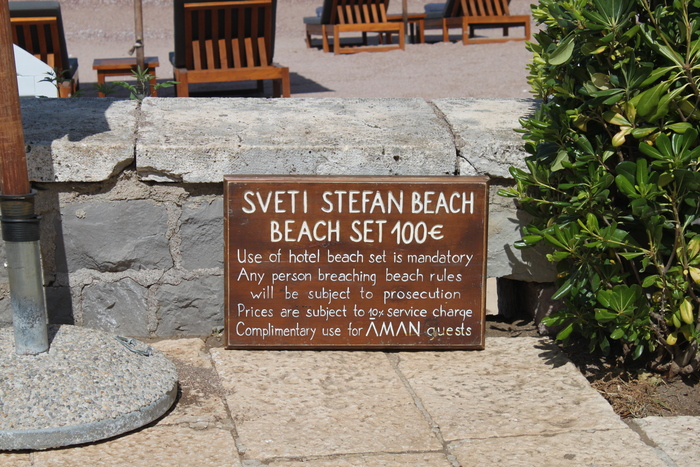 SVETI STEFAN BEACH
BEACH SET 100€
Use of hotel beach set is mandatory
Any person breaching beach rules
will be subject to prosecution
Prices are subject to 10% service charge
Complimentary use for ĀMAN guests